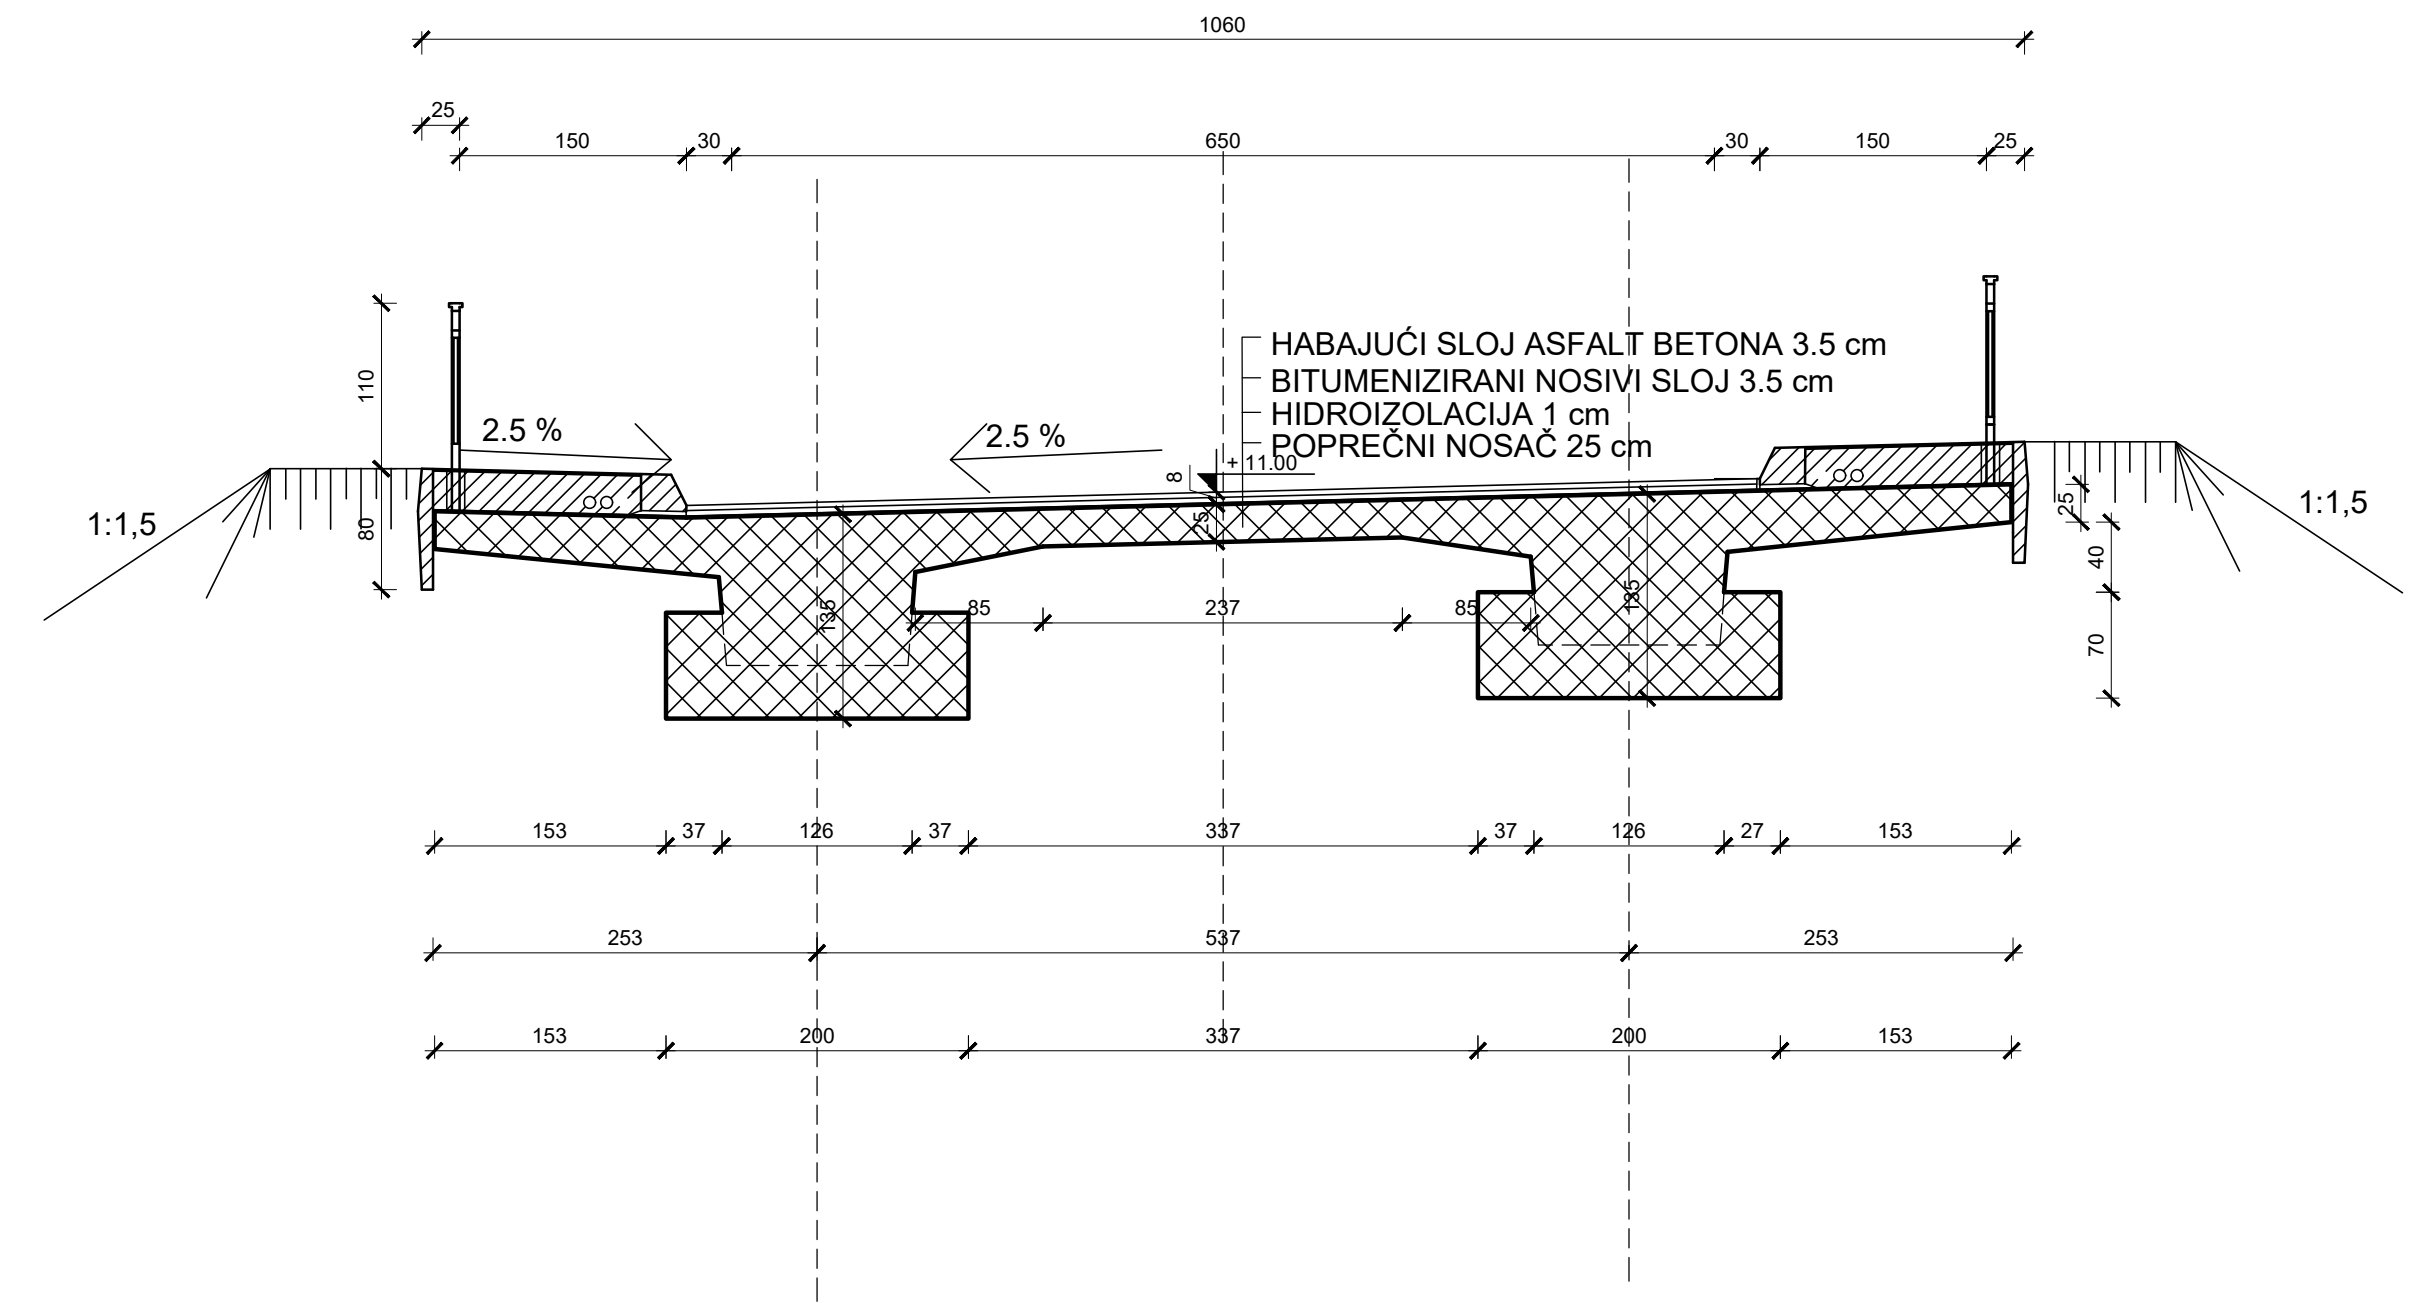 1060
25
150 30 650 30 150 25
HABAJUĆI SLOJ ASFALT BETONA 3.5 cm
BITUMENIZIRANI NOSIVI SLOJ 3.5 cm
HIDROIZOLACIJA 1 cm
POPREČNI NOSAČ 25 cm
110
2.5 %
2.5 %
+ 11.00
8
1:1,5
80
25
25
1:1,5
40
135
85 237 85
135
70
153 37 126 37 337 37 126 27 153
253 537 253
153 200 337 200 153